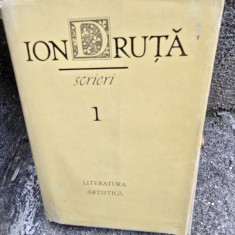 ION DRUȚĂ
scrieri
1
LITERATURA
ARTISTICĂ